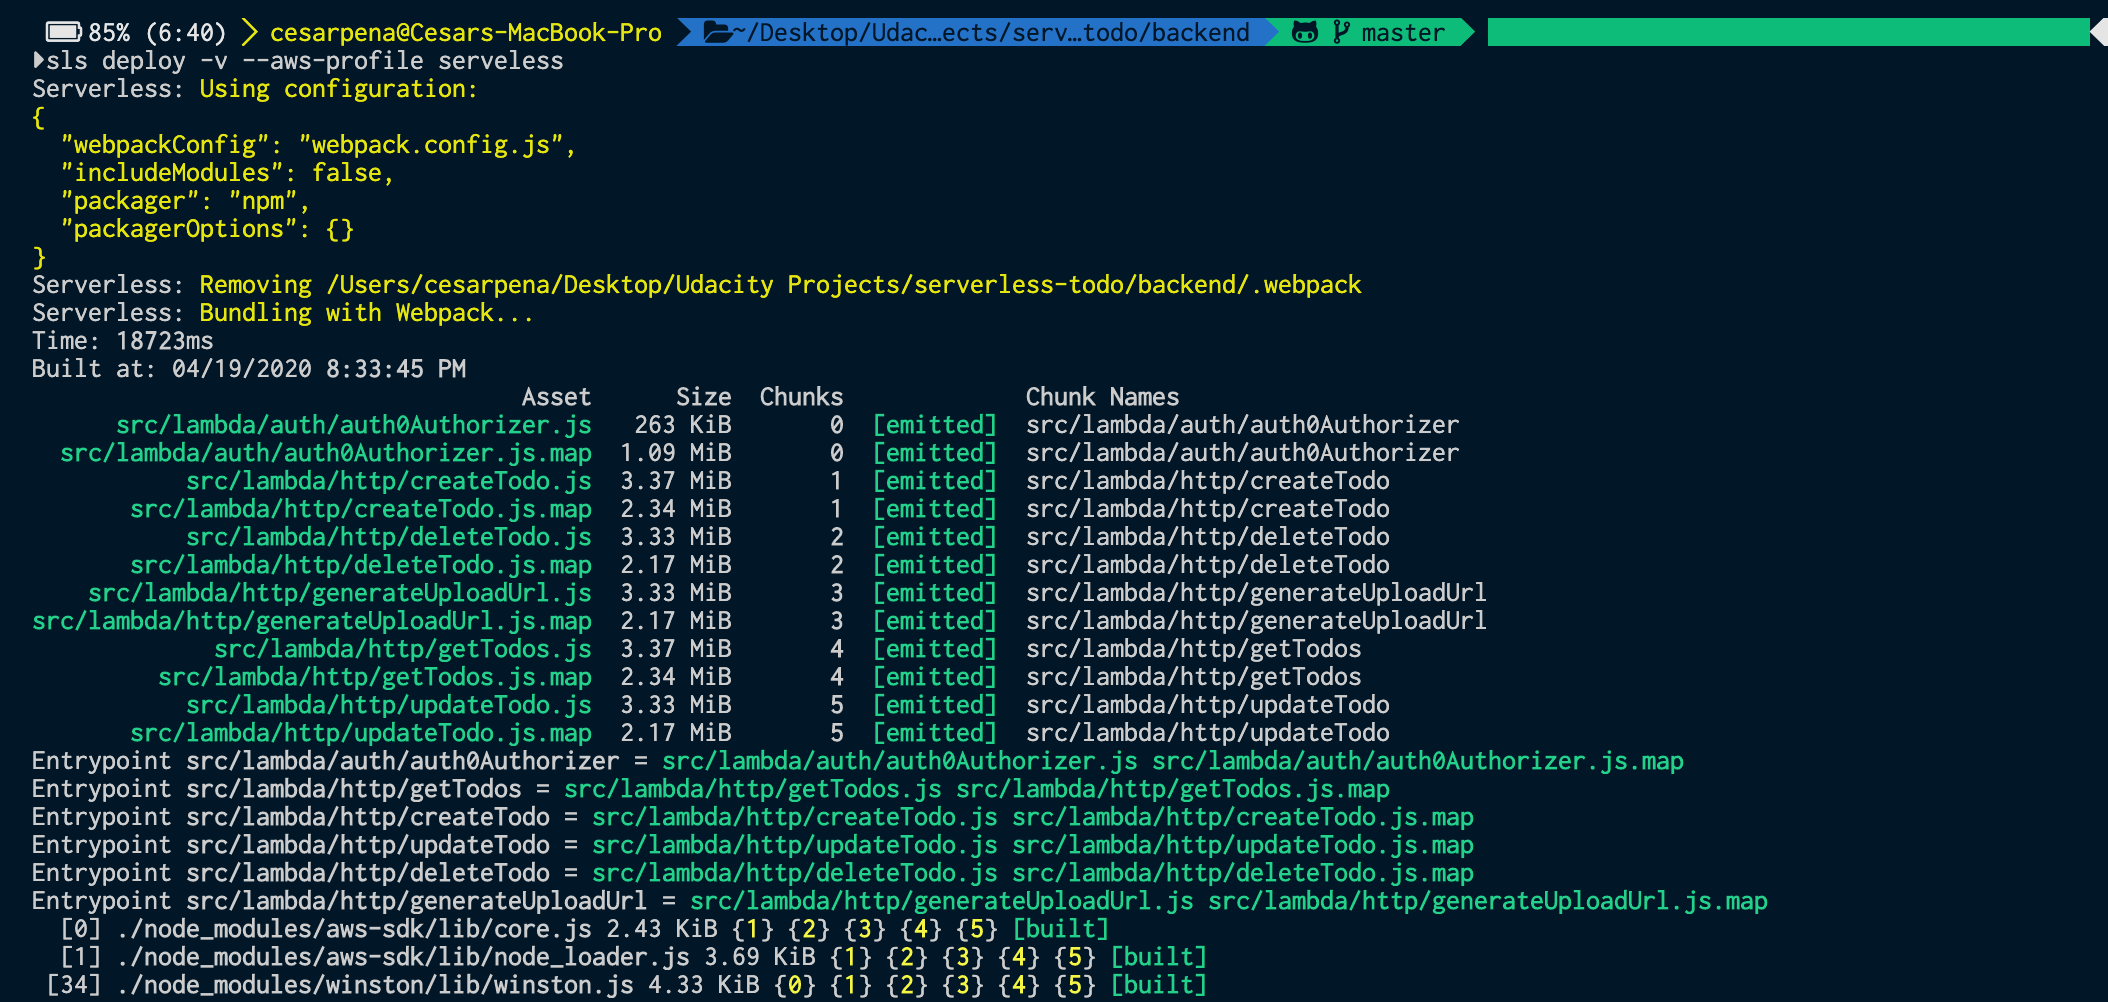 85% (6:40) cesarpena@Cesars-MacBook-Pro ~/Desktop/Udac…ects/serv…todo/backend master
sls deploy -v --aws-profile serveless
Serverless: Using configuration:
{
  "webpackConfig": "webpack.config.js",
  "includeModules": false,
  "packager": "npm",
  "packagerOptions": {}
}
Serverless: Removing /Users/cesarpena/Desktop/Udacity Projects/serverless-todo/backend/.webpack
Serverless: Bundling with Webpack...
Time: 18723ms
Built at: 04/19/2020 8:33:45 PM
Asset Size Chunks Chunk Names
src/lambda/auth/auth0Authorizer.js 263 KiB 0 [emitted] src/lambda/auth/auth0Authorizer
src/lambda/auth/auth0Authorizer.js.map 1.09 MiB 0 [emitted] src/lambda/auth/auth0Authorizer
src/lambda/http/createTodo.js 3.37 MiB 1 [emitted] src/lambda/http/createTodo
src/lambda/http/createTodo.js.map 2.34 MiB 1 [emitted] src/lambda/http/createTodo
src/lambda/http/deleteTodo.js 3.33 MiB 2 [emitted] src/lambda/http/deleteTodo
src/lambda/http/deleteTodo.js.map 2.17 MiB 2 [emitted] src/lambda/http/deleteTodo
src/lambda/http/generateUploadUrl.js 3.33 MiB 3 [emitted] src/lambda/http/generateUploadUrl
src/lambda/http/generateUploadUrl.js.map 2.17 MiB 3 [emitted] src/lambda/http/generateUploadUrl
src/lambda/http/getTodos.js 3.37 MiB 4 [emitted] src/lambda/http/getTodos
src/lambda/http/getTodos.js.map 2.34 MiB 4 [emitted] src/lambda/http/getTodos
src/lambda/http/updateTodo.js 3.33 MiB 5 [emitted] src/lambda/http/updateTodo
src/lambda/http/updateTodo.js.map 2.17 MiB 5 [emitted] src/lambda/http/updateTodo
Entrypoint src/lambda/auth/auth0Authorizer = src/lambda/auth/auth0Authorizer.js src/lambda/auth/auth0Authorizer.js.map
Entrypoint src/lambda/http/getTodos = src/lambda/http/getTodos.js src/lambda/http/getTodos.js.map
Entrypoint src/lambda/http/createTodo = src/lambda/http/createTodo.js src/lambda/http/createTodo.js.map
Entrypoint src/lambda/http/updateTodo = src/lambda/http/updateTodo.js src/lambda/http/updateTodo.js.map
Entrypoint src/lambda/http/deleteTodo = src/lambda/http/deleteTodo.js src/lambda/http/deleteTodo.js.map
Entrypoint src/lambda/http/generateUploadUrl = src/lambda/http/generateUploadUrl.js src/lambda/http/generateUploadUrl.js.map
[0] ./node_modules/aws-sdk/lib/core.js 2.43 KiB {1} {2} {3} {4} {5} [built]
[1] ./node_modules/aws-sdk/lib/node_loader.js 3.69 KiB {1} {2} {3} {4} {5} [built]
[34] ./node_modules/winston/lib/winston.js 4.33 KiB {0} {1} {2} {3} {4} {5} [built]